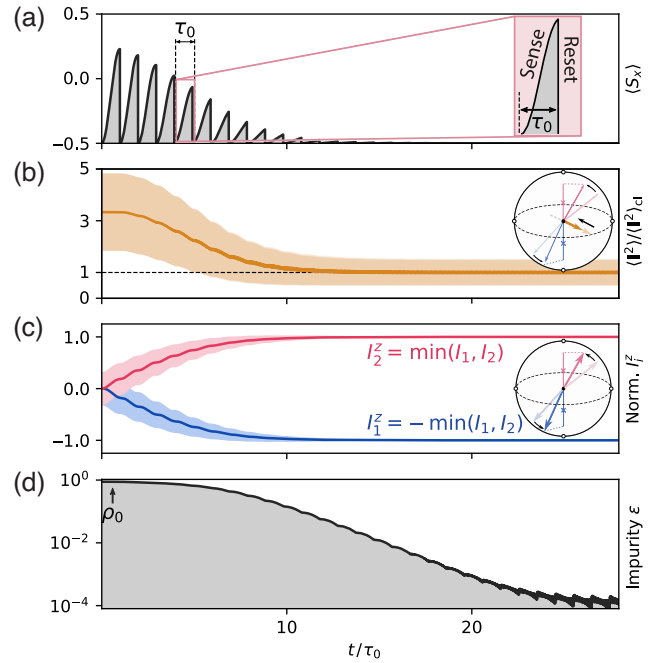 (a)
0.5
0.0
−0.5
τ₀
Sense
Reset
τ₀
⟨Sₓ⟩
(b)
5
3
1
0
⟨I²⟩/⟨I²⟩cl
(c)
1.0
0.0
−1.0
I₂ᶻ = min(I₁, I₂)
I₁ᶻ = −min(I₁, I₂)
Norm. Iᵢᶻ
(d)
10⁰
10⁻²
10⁻⁴
ρ₀
Impurity ε
10
20
t/τ₀